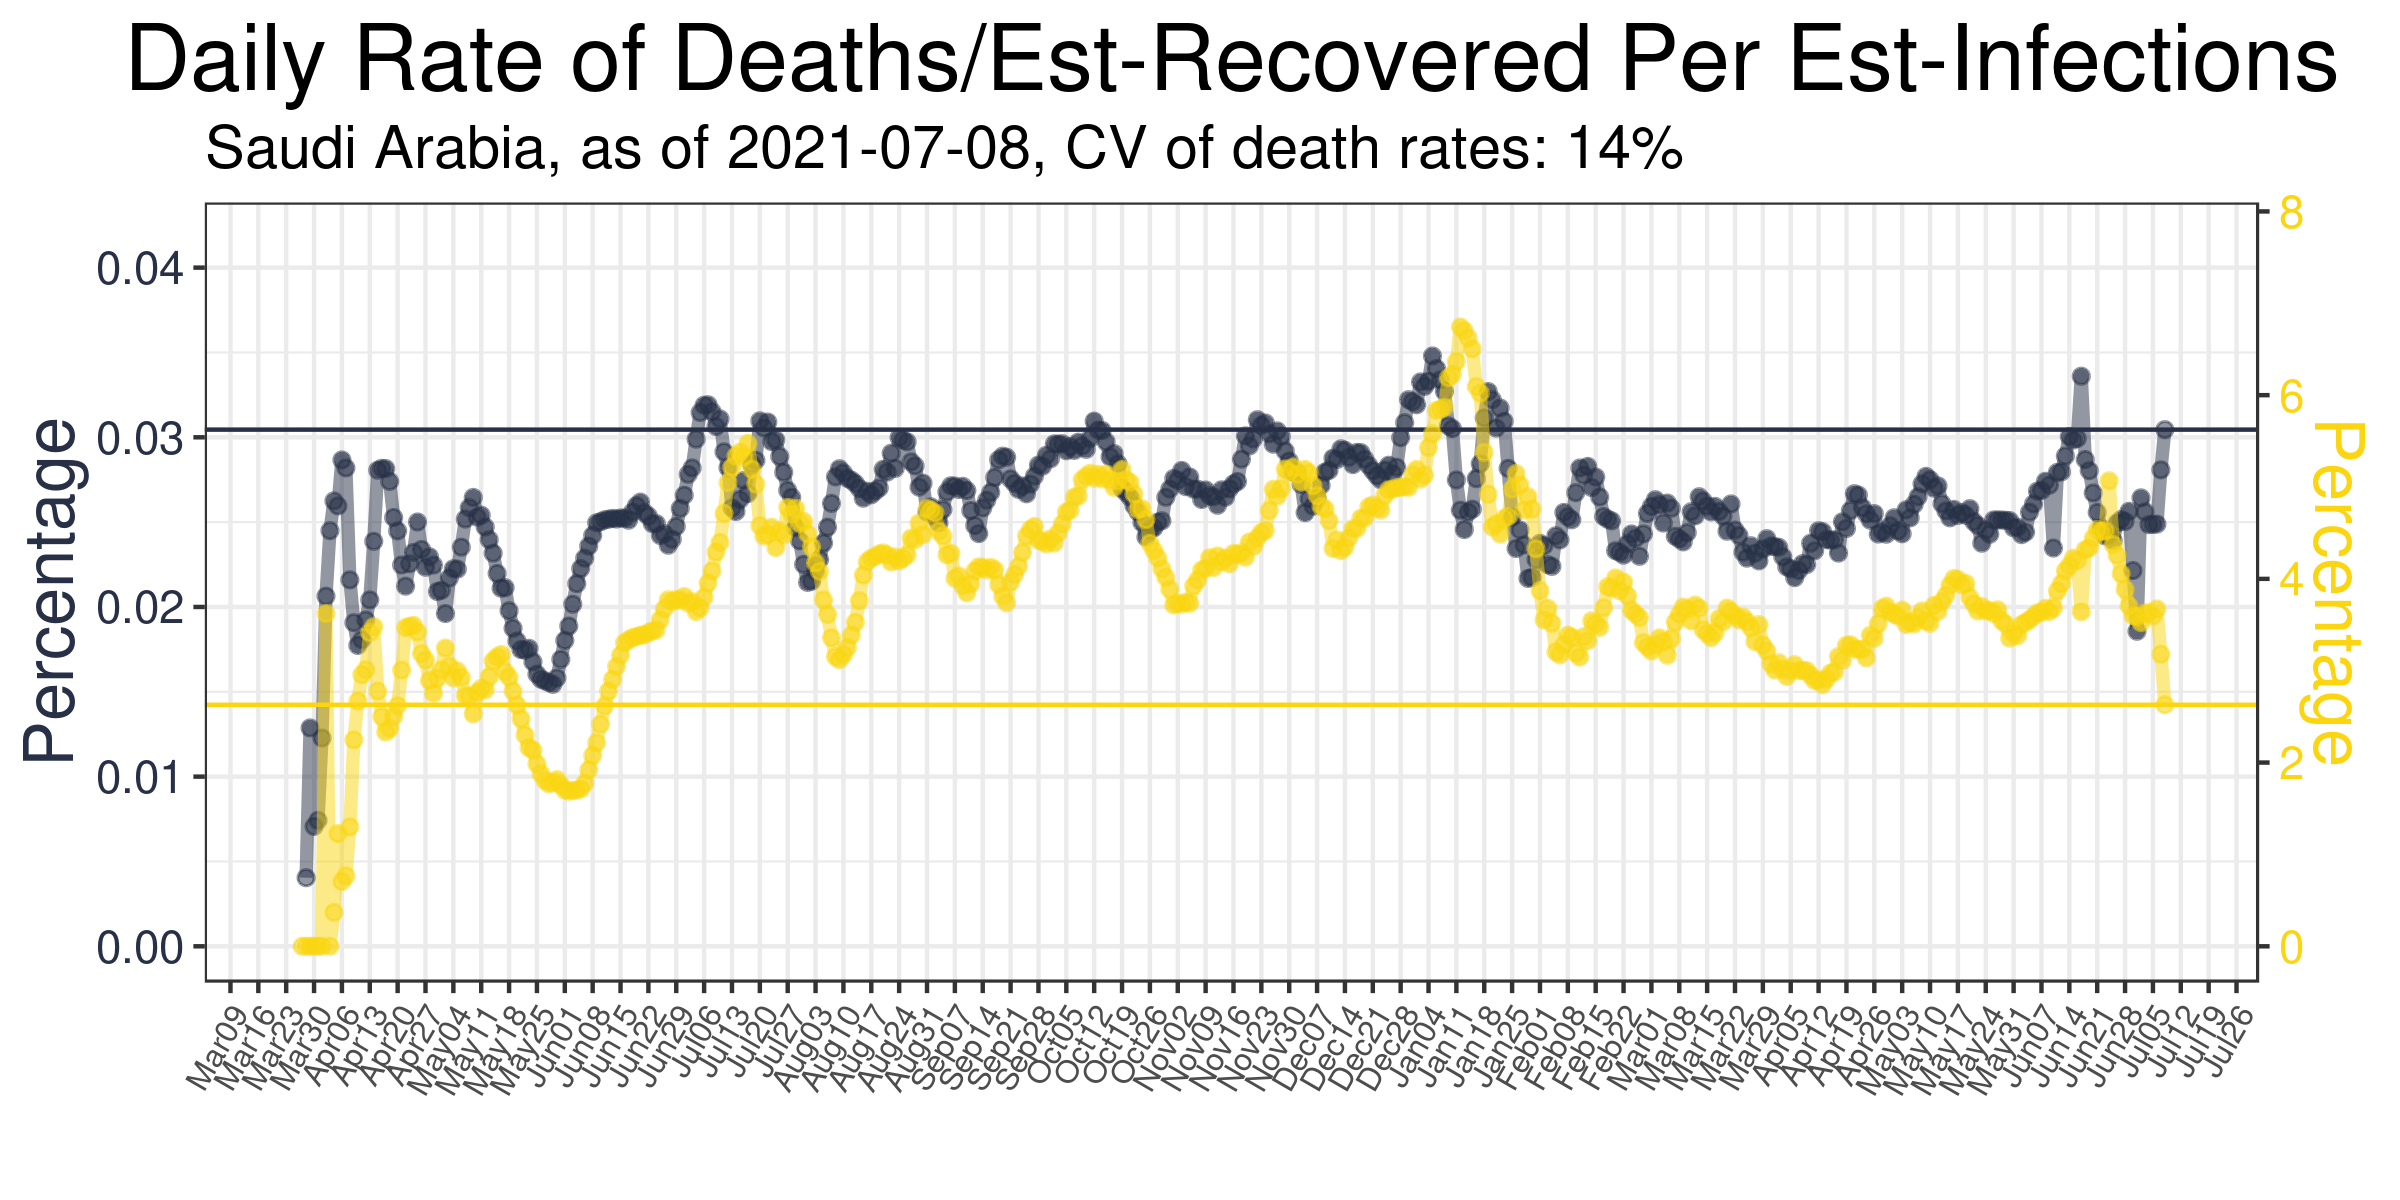 Daily Rate of Deaths/Est-Recovered Per Est-Infections
Saudi Arabia, as of 2021-07-08, CV of death rates: 14%
Percentage
0.04
0.03
0.02
0.01
0.00
8
6
4
2
0
Percentage
Mar09
Mar16
Mar23
Mar30
Apr06
Apr13
Apr20
Apr27
May04
May11
May18
May25
Jun01
Jun08
Jun15
Jun22
Jun29
Jul06
Jul13
Jul20
Jul27
Aug03
Aug10
Aug17
Aug24
Aug31
Sep07
Sep14
Sep21
Sep28
Oct05
Oct12
Oct19
Oct26
Nov02
Nov09
Nov16
Nov23
Nov30
Dec07
Dec14
Dec21
Dec28
Jan04
Jan11
Jan18
Jan25
Feb01
Feb08
Feb15
Feb22
Mar01
Mar08
Mar15
Mar22
Mar29
Apr05
Apr12
Apr19
Apr26
May03
May10
May17
May24
May31
Jun07
Jun14
Jun21
Jun28
Jul05
Jul12
Jul19
Jul26